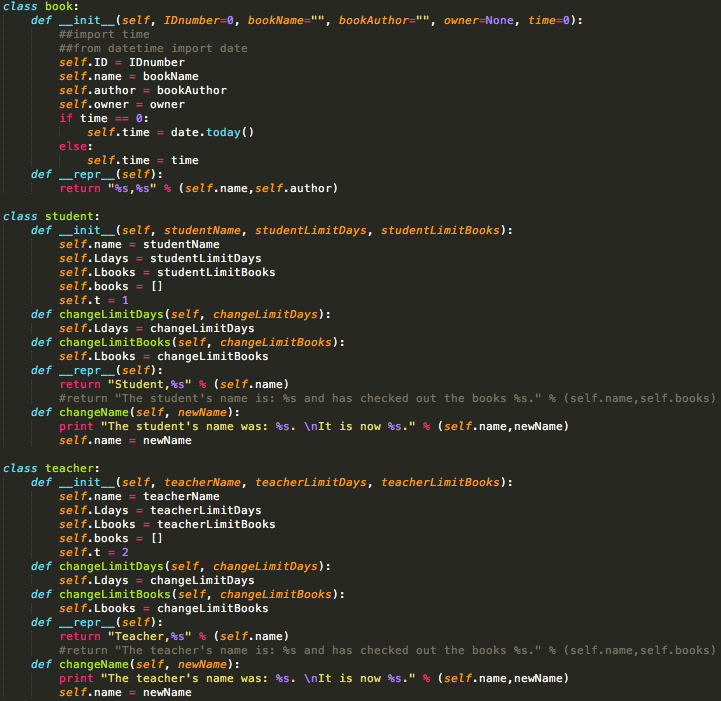 class book:
    def __init__(self, IDnumber=0, bookName="", bookAuthor="", owner=None, time=0):
        ##import time
        ##from datetime import date
        self.ID = IDnumber
        self.name = bookName
        self.author = bookAuthor
        self.owner = owner
        if time == 0:
            self.time = date.today()
        else:
            self.time = time
    def __repr__(self):
        return "%s,%s" % (self.name,self.author)

class student:
    def __init__(self, studentName, studentLimitDays, studentLimitBooks):
        self.name = studentName
        self.Ldays = studentLimitDays
        self.Lbooks = studentLimitBooks
        self.books = []
        self.t = 1
    def changeLimitDays(self, changeLimitDays):
        self.Ldays = changeLimitDays
    def changeLimitBooks(self, changeLimitBooks):
        self.Lbooks = changeLimitBooks
    def __repr__(self):
        return "Student,%s" % (self.name)
        #return "The student's name is: %s and has checked out the books %s." % (self.name,self.books)
    def changeName(self, newName):
        print "The student's name was: %s. \nIt is now %s." % (self.name,newName)
        self.name = newName

class teacher:
    def __init__(self, teacherName, teacherLimitDays, teacherLimitBooks):
        self.name = teacherName
        self.Ldays = teacherLimitDays
        self.Lbooks = teacherLimitBooks
        self.books = []
        self.t = 2
    def changeLimitDays(self, changeLimitDays):
        self.Ldays = changeLimitDays
    def changeLimitBooks(self, changeLimitBooks):
        self.Lbooks = changeLimitBooks
    def __repr__(self):
        return "Teacher,%s" % (self.name)
        #return "The teacher's name is: %s and has checked out the books %s." % (self.name,self.books)
    def changeName(self, newName):
        print "The teacher's name was: %s. \nIt is now %s." % (self.name,newName)
        self.name = newName